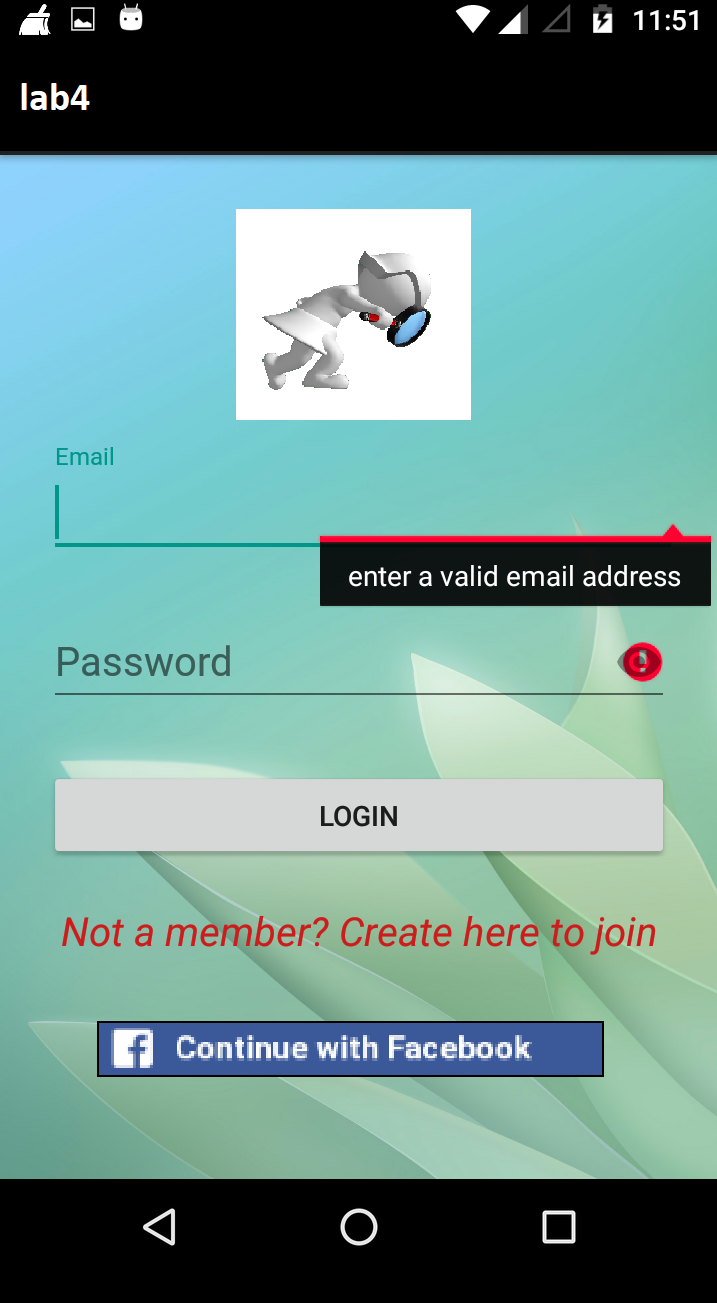 11:51
lab4
Email
enter a valid email address
Password
LOGIN
Not a member? Create here to join
Continue with Facebook